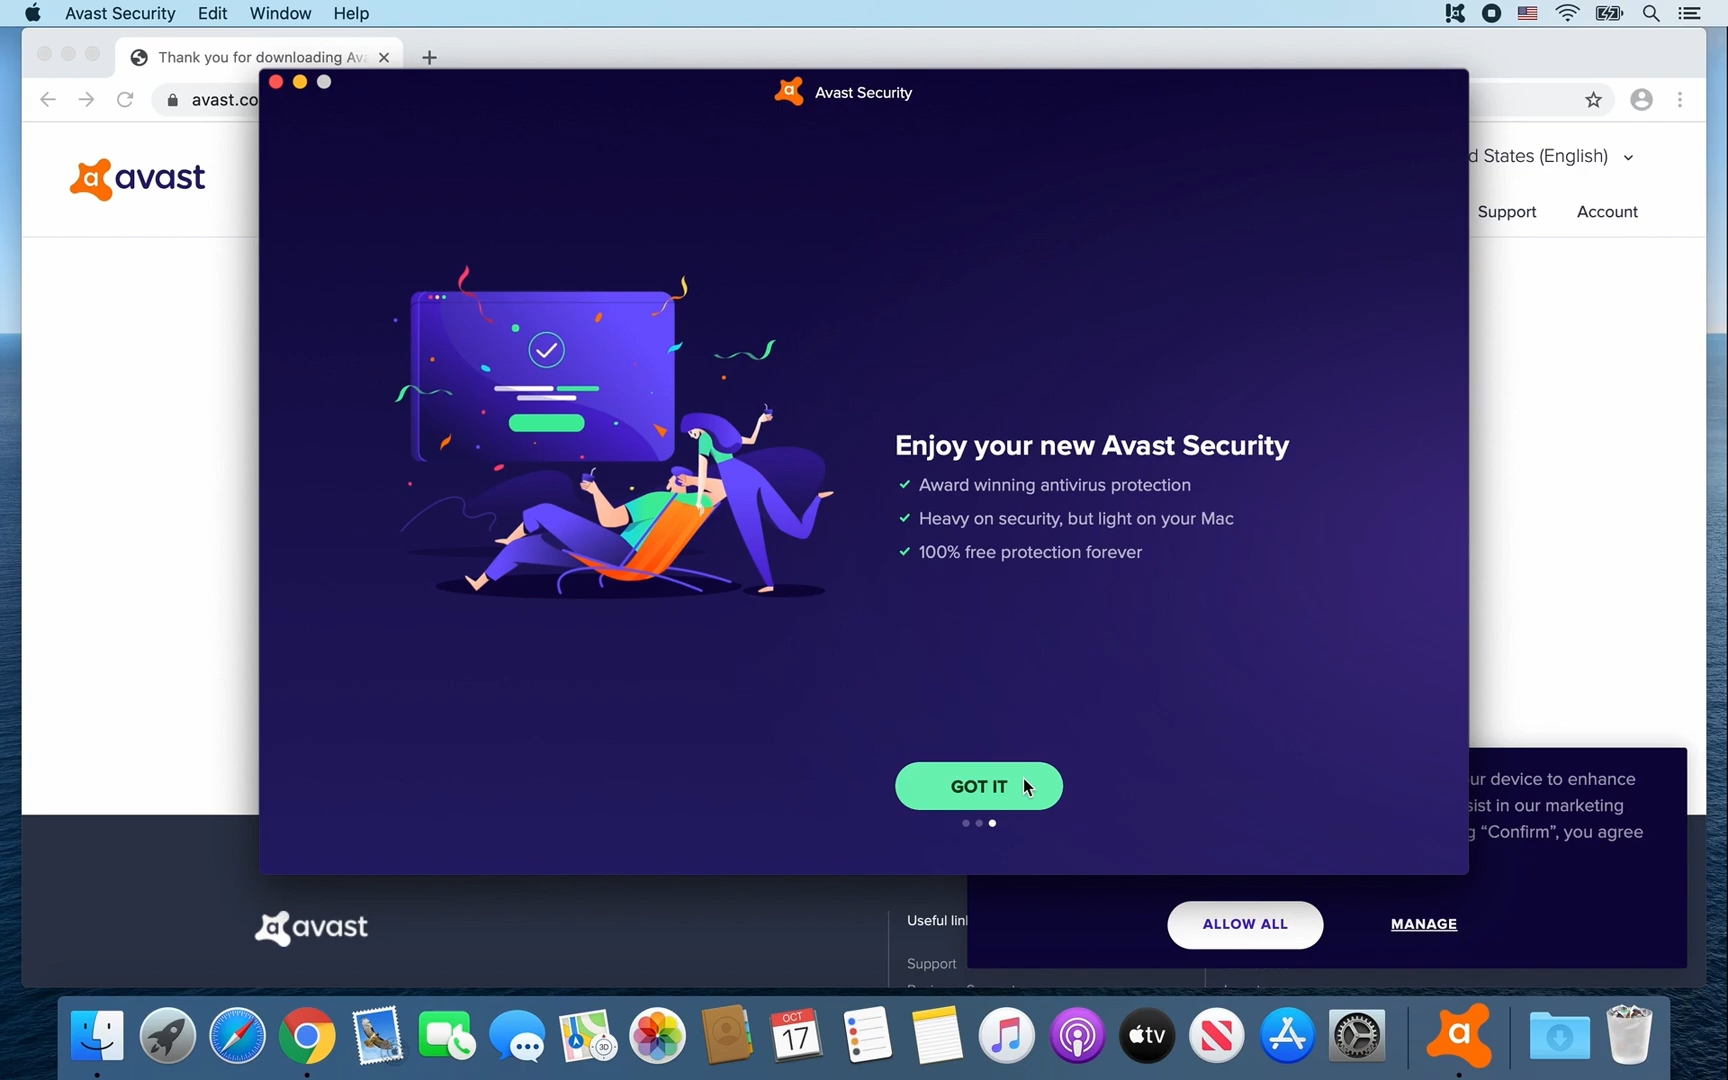 Avast Security Edit Window Help
Thank you for downloading Ava
avast.co
Avast Security
avast
d States (English)
Support Account
Enjoy your new Avast Security
Award winning antivirus protection
Heavy on security, but light on your Mac
100% free protection forever
GOT IT
ur device to enhance
sist in our marketing
g “Confirm”, you agree
ALLOW ALL MANAGE
avast
Useful lin
Support
OCT
17
3D
tv